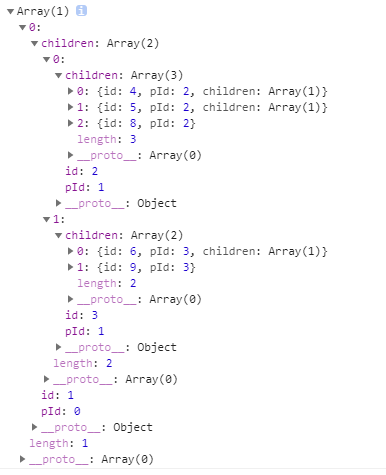 Array(1) i
0:
children: Array(2)
0:
children: Array(3)
0: {id: 4, pId: 2, children: Array(1)}
1: {id: 5, pId: 2, children: Array(1)}
2: {id: 8, pId: 2}
length: 3
__proto__: Array(0)
id: 2
pId: 1
__proto__: Object
1:
children: Array(2)
0: {id: 6, pId: 3, children: Array(1)}
1: {id: 9, pId: 3}
length: 2
__proto__: Array(0)
id: 3
pId: 1
__proto__: Object
length: 2
__proto__: Array(0)
id: 1
pId: 0
__proto__: Object
length: 1
__proto__: Array(0)